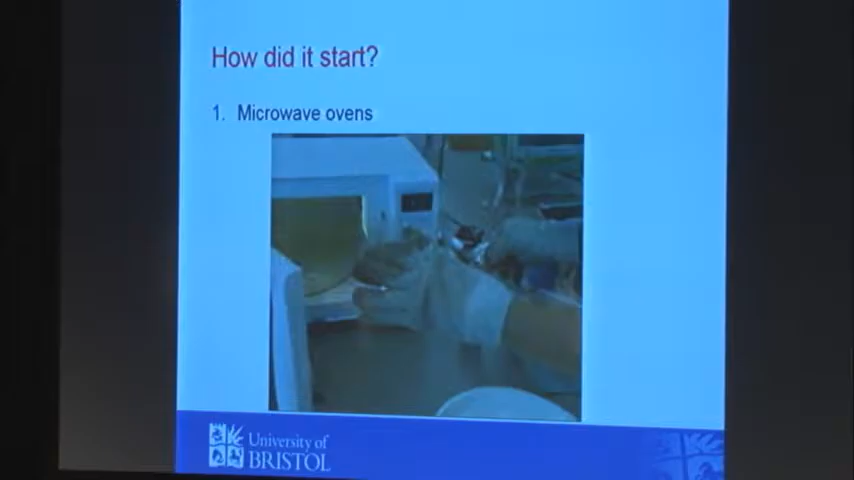 How did it start?
1. Microwave ovens
University of
BRISTOL